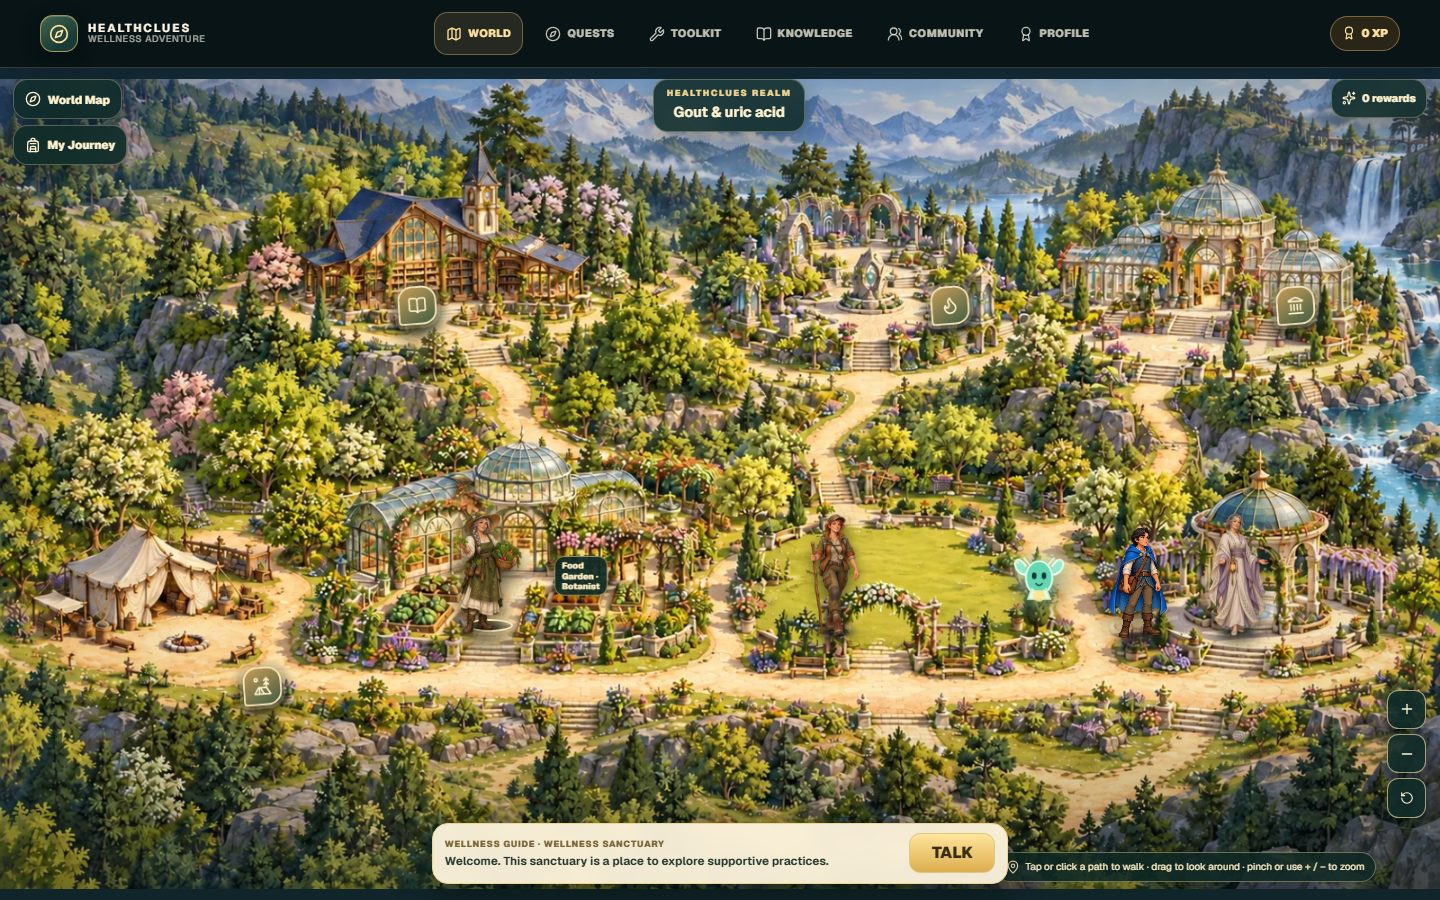 HEALTHCLUES
WELLNESS ADVENTURE
WORLD
QUESTS
TOOLKIT
KNOWLEDGE
COMMUNITY
PROFILE
0 XP
World Map
My Journey
HEALTHCLUES REALM
Gout & uric acid
0 rewards
Food
Garden ·
Botanist
WELLNESS GUIDE · WELLNESS SANCTUARY
Welcome. This sanctuary is a place to explore supportive practices.
TALK
Tap or click a path to walk · drag to look around · pinch or use + / − to zoom
+
−